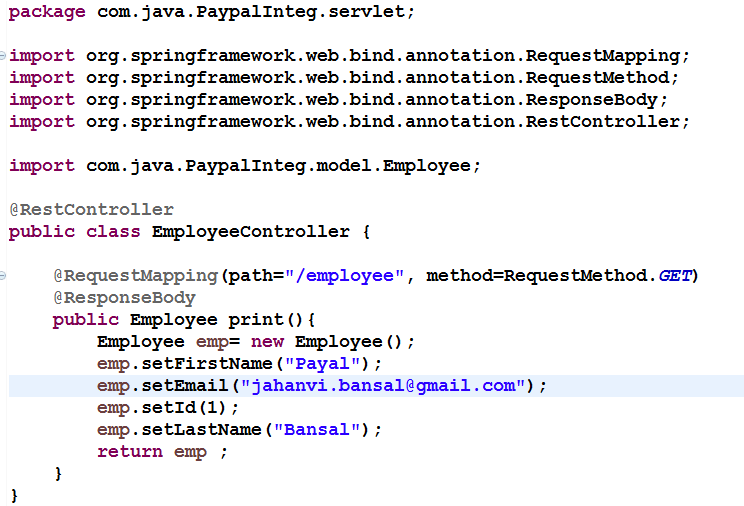 package com.java.PaypalInteg.servlet;
import org.springframework.web.bind.annotation.RequestMapping;
import org.springframework.web.bind.annotation.RequestMethod;
import org.springframework.web.bind.annotation.ResponseBody;
import org.springframework.web.bind.annotation.RestController;
import com.java.PaypalInteg.model.Employee;
@RestController
public class EmployeeController {
@RequestMapping(path="/employee", method=RequestMethod.GET)
@ResponseBody
public Employee print(){
Employee emp= new Employee();
emp.setFirstName("Payal");
emp.setEmail("jahanvi.bansal@gmail.com");
emp.setId(1);
emp.setLastName("Bansal");
return emp ;
}
}